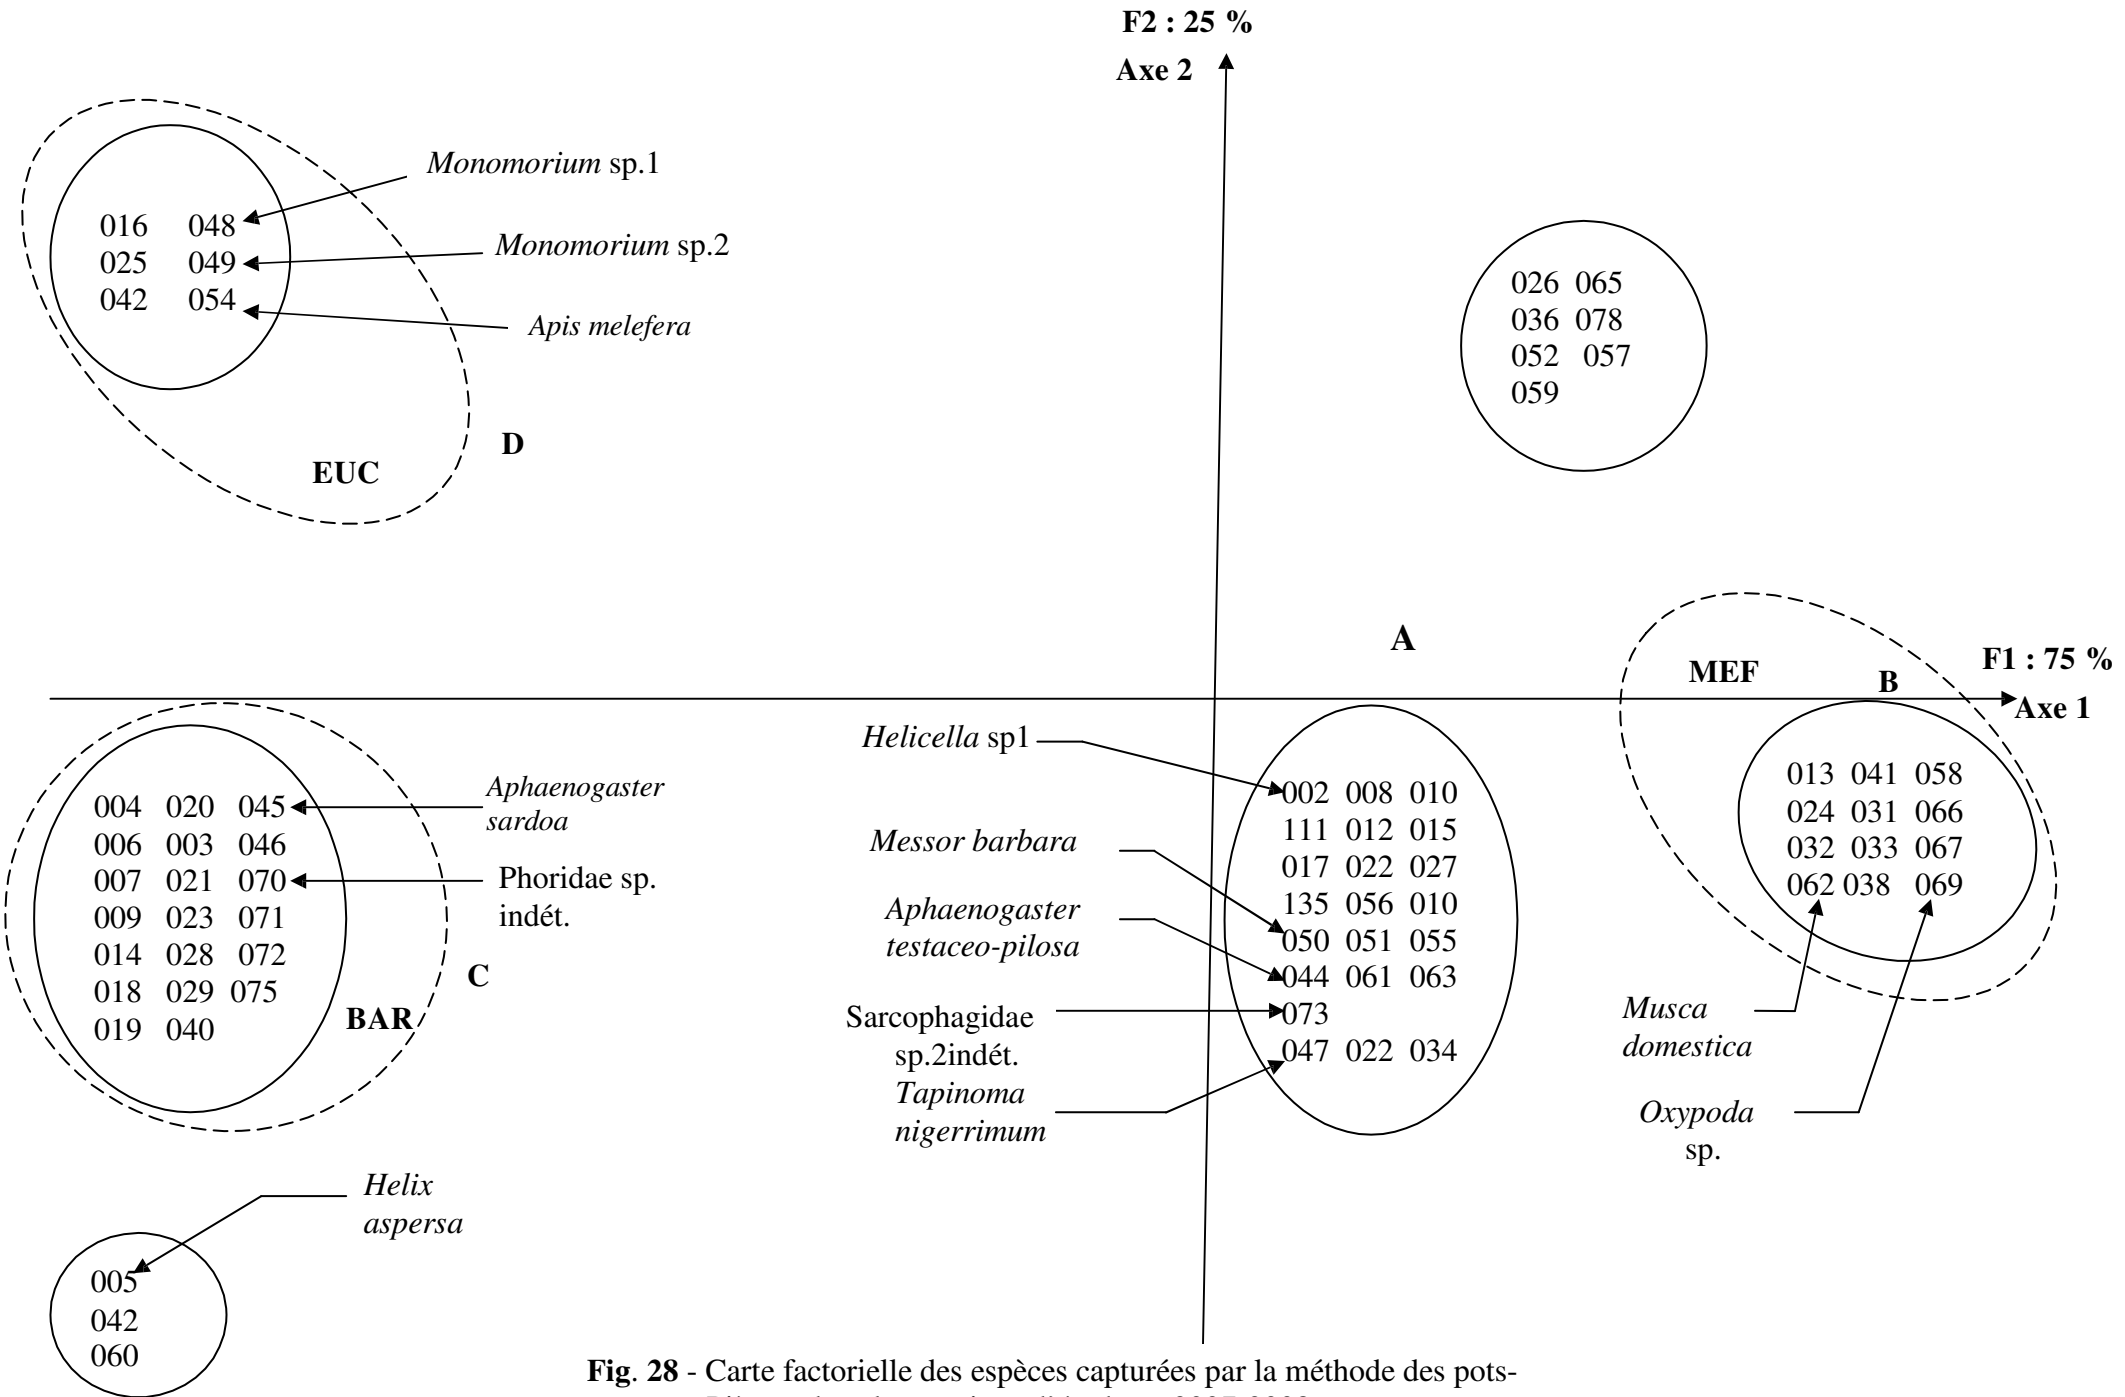 F2 : 25 %
Axe 2
Monomorium sp.1
016 048
Monomorium sp.2
025 049
042 054
Apis melefera
D
EUC
026 065
036 078
052 057
059
A
MEF
B
F1 : 75 %
Axe 1
004 020 045
006 003 046
007 021 070
009 023 071
014 028 072
018 029 075
019 040
BAR
C
Aphaenogaster
sardoa
Phoridae sp.
indét.
Helicella sp1
Messor barbara
Aphaenogaster
testaceo-pilosa
Sarcophagidae
sp.2indét.
Tapinoma
nigerrimum
002 008 010
111 012 015
017 022 027
135 056 010
050 051 055
044 061 063
073
047 022 034
013 041 058
024 031 066
032 033 067
062 038 069
Musca
domestica
Oxypoda
sp.
Helix
aspersa
005
042
060
Fig. 28 - Carte factorielle des espèces capturées par la méthode des pots-